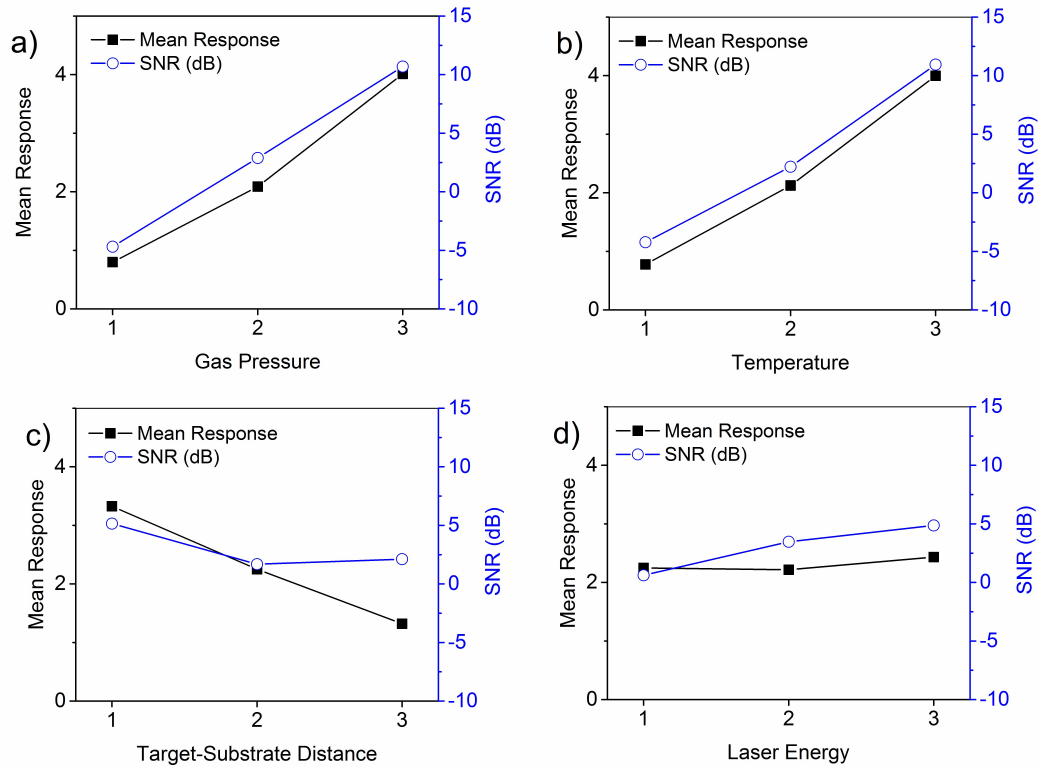 a)
Mean Response
SNR (dB)
Mean Response
4
2
0
15
10
5
0
-5
-10
SNR (dB)
1 2 3
Gas Pressure
b)
Mean Response
SNR (dB)
Mean Response
4
2
0
15
10
5
0
-5
-10
SNR (dB)
1 2 3
Temperature
c)
Mean Response
SNR (dB)
Mean Response
4
2
0
15
10
5
0
-5
-10
SNR (dB)
1 2 3
Target-Substrate Distance
d)
Mean Response
SNR (dB)
Mean Response
4
2
0
15
10
5
0
-5
-10
SNR (dB)
1 2 3
Laser Energy